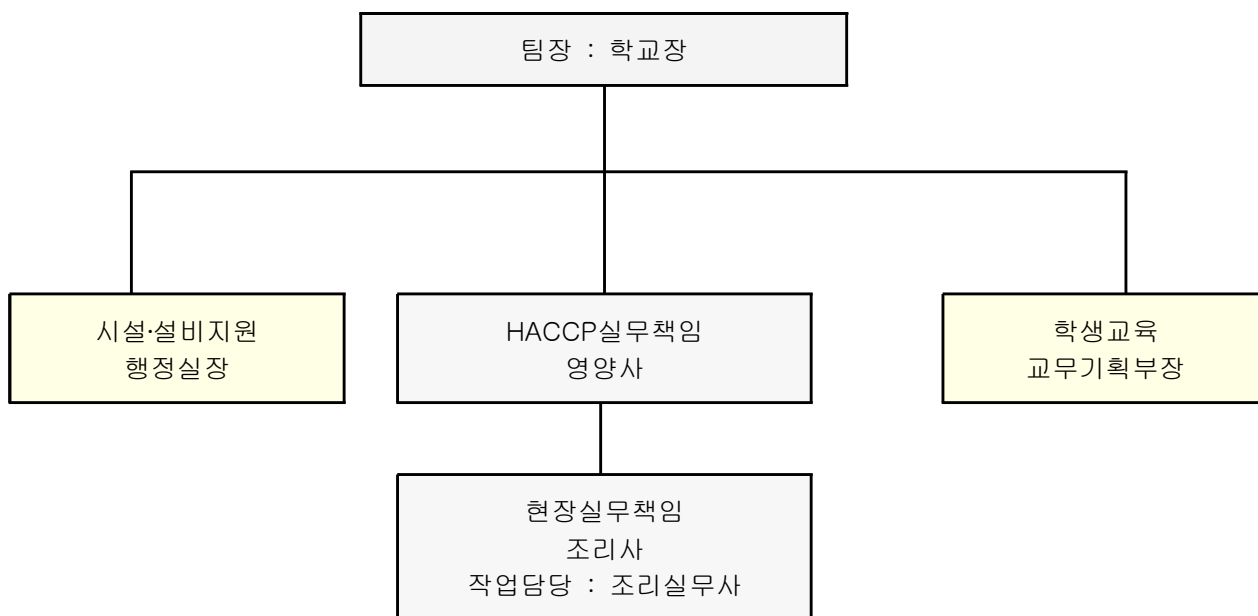 팀장 : 학교장
시설·설비지원
행정실장
HACCP실무책임
영양사
학생교육
교무기획부장
현장실무책임
조리사
작업담당 : 조리실무사